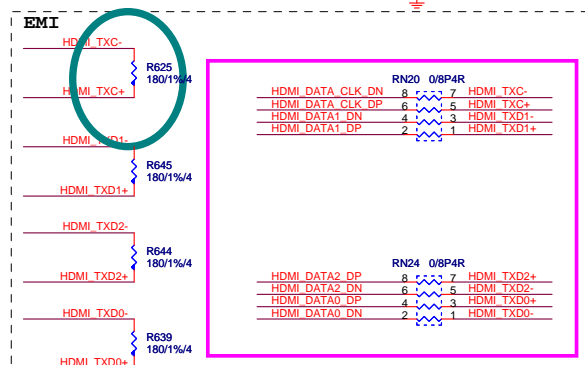 EMI
HDMI_TXC-
R625
180/1%/4
HDMI_TXC+
HDMI_TXD1-
R645
180/1%/4
HDMI_TXD1+
HDMI_TXD2-
R644
180/1%/4
HDMI_TXD2+
HDMI_TXD0-
R639
180/1%/4
HDMI_TXD0+
RN20 0/8P4R
HDMI_DATA_CLK_DN 8 7 HDMI_TXC-
HDMI_DATA_CLK_DP 6 5 HDMI_TXC+
HDMI_DATA1_DN 4 3 HDMI_TXD1-
HDMI_DATA1_DP 2 1 HDMI_TXD1+
RN24 0/8P4R
HDMI_DATA2_DP 8 7 HDMI_TXD2+
HDMI_DATA2_DN 6 5 HDMI_TXD2-
HDMI_DATA0_DP 4 3 HDMI_TXD0+
HDMI_DATA0_DN 2 1 HDMI_TXD0-